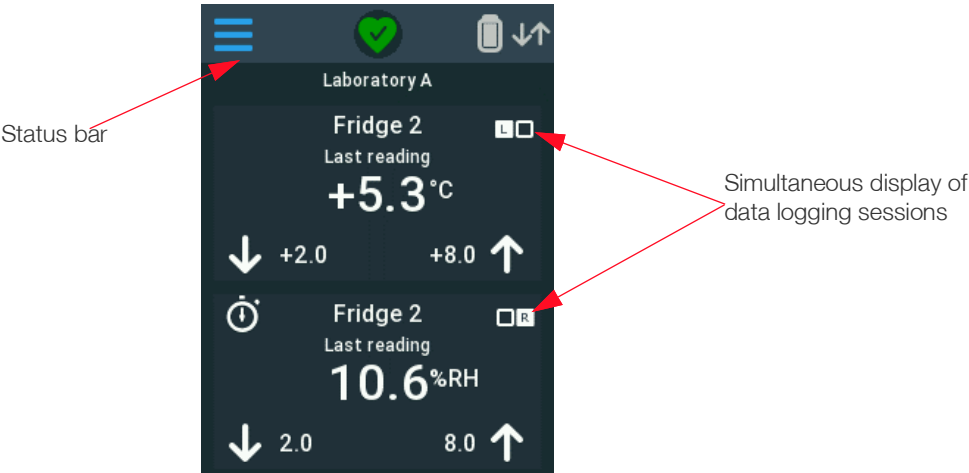 Laboratory A
Status bar
Fridge 2
L
Last reading
+5.3°C
+2.0 +8.0
Simultaneous display of
data logging sessions
Fridge 2
R
Last reading
10.6%RH
2.0 8.0